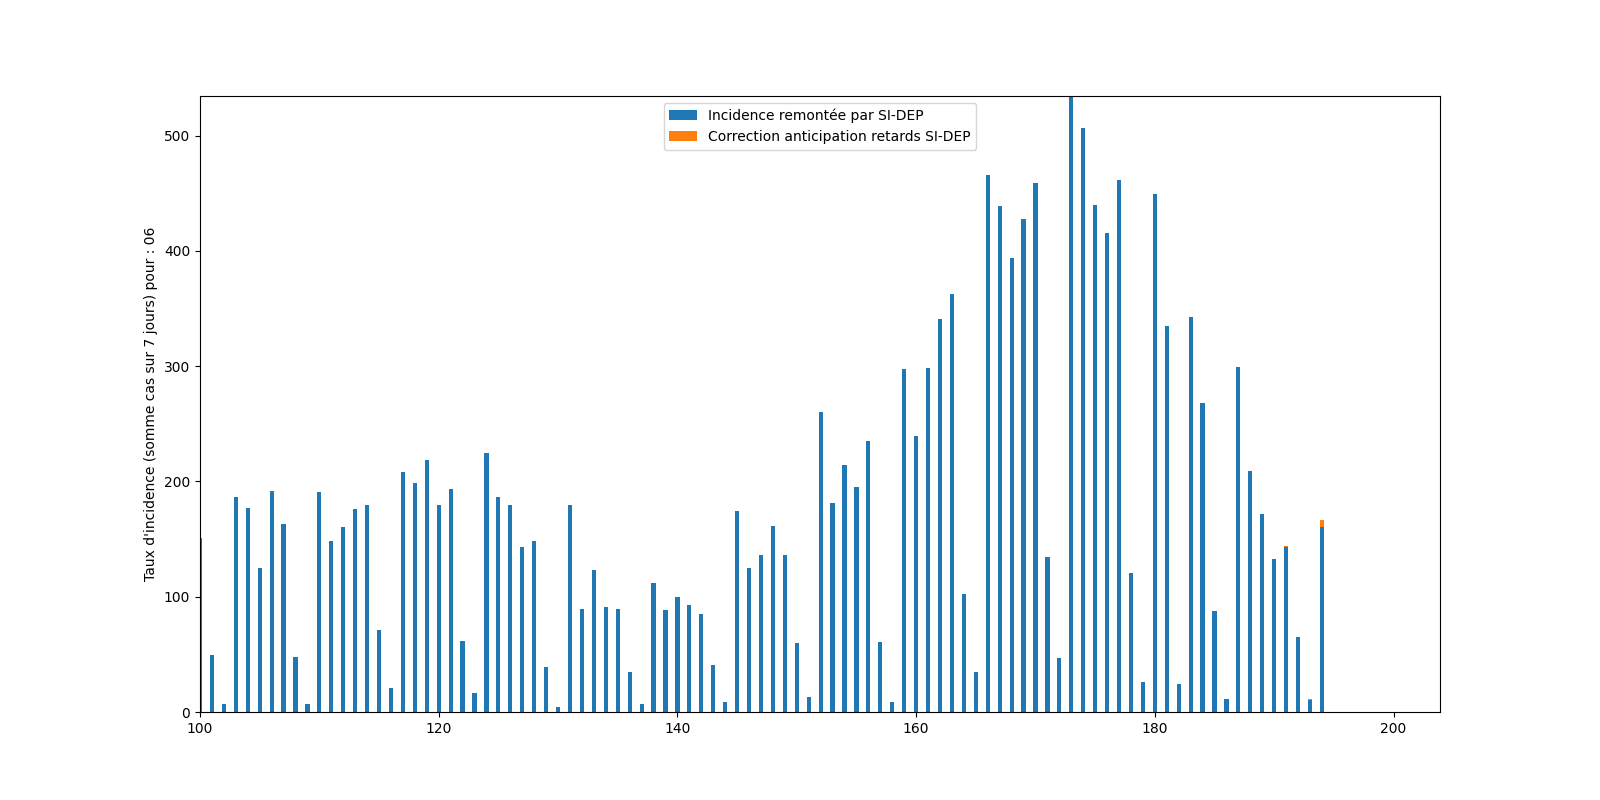 Incidence remontée par SI-DEP
Correction anticipation retards SI-DEP
Taux d'incidence (somme cas sur 7 jours) pour : 06
500
400
300
200
100
0
100 120 140 160 180 200